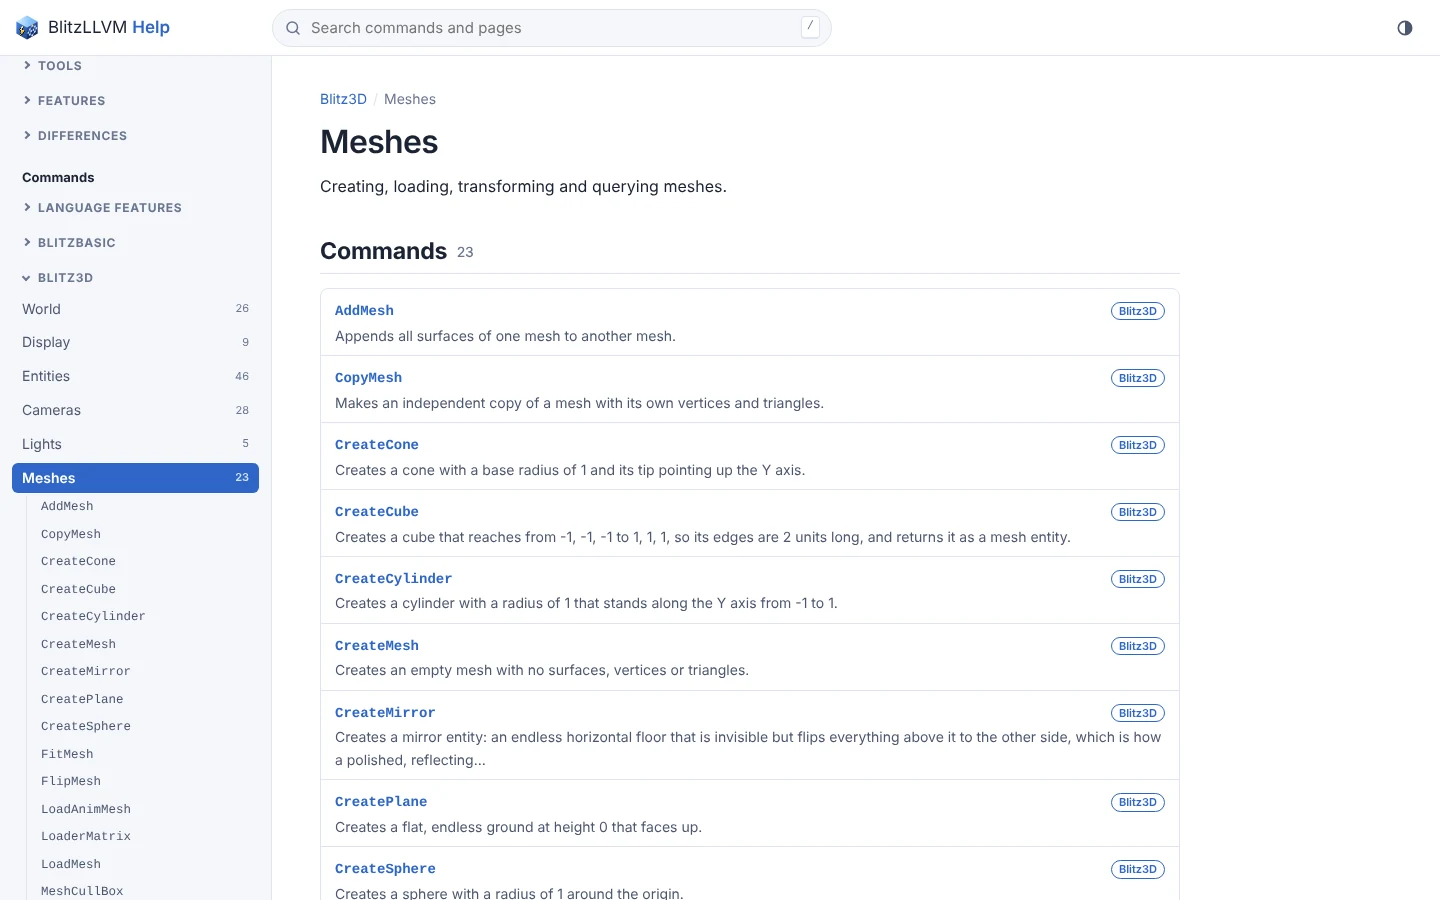 BlitzLLVM Help
Search commands and pages
/
TOOLS
FEATURES
DIFFERENCES
Commands
LANGUAGE FEATURES
BLITZBASIC
BLITZ3D
World 26
Display 9
Entities 46
Cameras 28
Lights 5
Meshes 23
AddMesh
CopyMesh
CreateCone
CreateCube
CreateCylinder
CreateMesh
CreateMirror
CreatePlane
CreateSphere
FitMesh
FlipMesh
LoadAnimMesh
LoaderMatrix
LoadMesh
MeshCullBox
Blitz3D / Meshes
Meshes
Creating, loading, transforming and querying meshes.
Commands 23
AddMesh Blitz3D
Appends all surfaces of one mesh to another mesh.
CopyMesh Blitz3D
Makes an independent copy of a mesh with its own vertices and triangles.
CreateCone Blitz3D
Creates a cone with a base radius of 1 and its tip pointing up the Y axis.
CreateCube Blitz3D
Creates a cube that reaches from -1, -1, -1 to 1, 1, 1, so its edges are 2 units long, and returns it as a mesh entity.
CreateCylinder Blitz3D
Creates a cylinder with a radius of 1 that stands along the Y axis from -1 to 1.
CreateMesh Blitz3D
Creates an empty mesh with no surfaces, vertices or triangles.
CreateMirror Blitz3D
Creates a mirror entity: an endless horizontal floor that is invisible but flips everything above it to the other side, which is how
a polished, reflecting...
CreatePlane Blitz3D
Creates a flat, endless ground at height 0 that faces up.
CreateSphere Blitz3D
Creates a sphere with a radius of 1 around the origin.